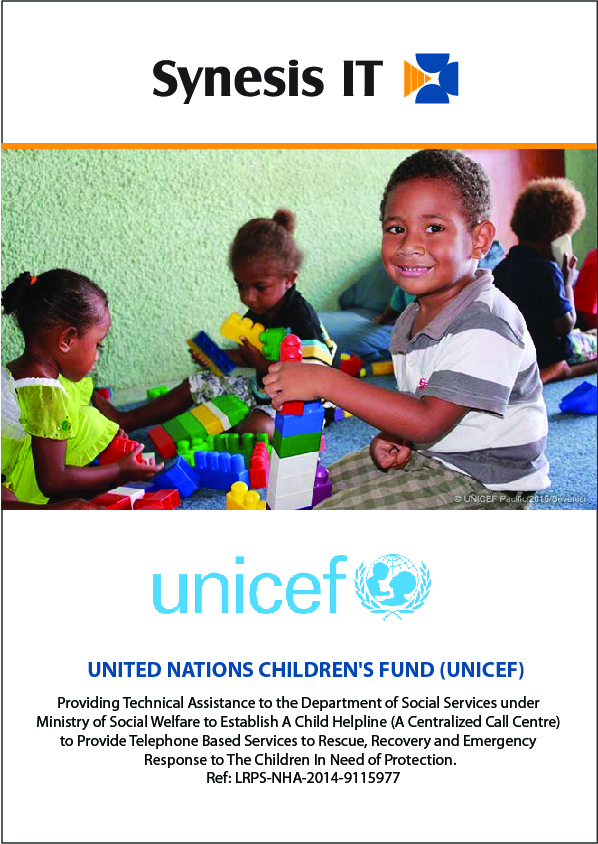 Synesis IT
© UNICEF Pacific/2015/
unicef
UNITED NATIONS CHILDREN'S FUND (UNICEF)
Providing Technical Assistance to the Department of Social Services under
Ministry of Social Welfare to Establish A Child Helpline (A Centralized Call Centre)
to Provide Telephone Based Services to Rescue, Recovery and Emergency
Response to The Children In Need of Protection.
Ref: LRPS-NHA-2014-9115977